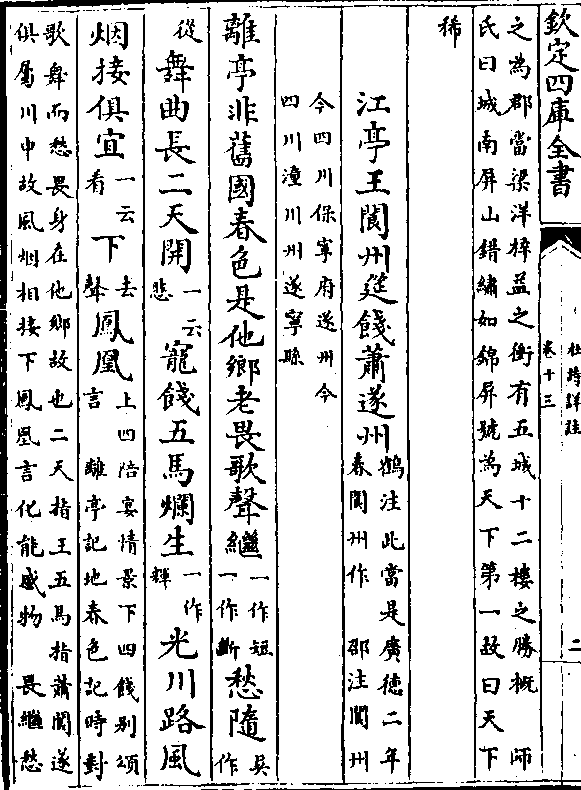 欽定四庫全書
杜詩詳註
卷十三
二
之為郡當梁洋梓益之衝有五城十二樓之勝槪 師
氏曰城南屏山錯繡如錦屏號為天下第一故曰天下
稀
江亭王閬州筵餞蕭遂州鶴注此當是廣德二年
春閬州作 邵注閬州
今四川保寧府遂州今
四川潼川州遂寧縣
離亭非舊國春色是他鄉老畏歌聲繼一作短
一作斷愁隨吳作
從舞曲長二天開一云
悲寵餞五馬爛生一作
輝光川路風
烟接俱宜一云
看下去聲鳳凰上四陪宴情景下四餞别頌
言 離亭記地春色記時對
歌舞而愁畏身在他鄉故也二天指王五馬指蕭閬遂
俱屬川中故風烟相接下鳳凰言化能感物 畏繼愁